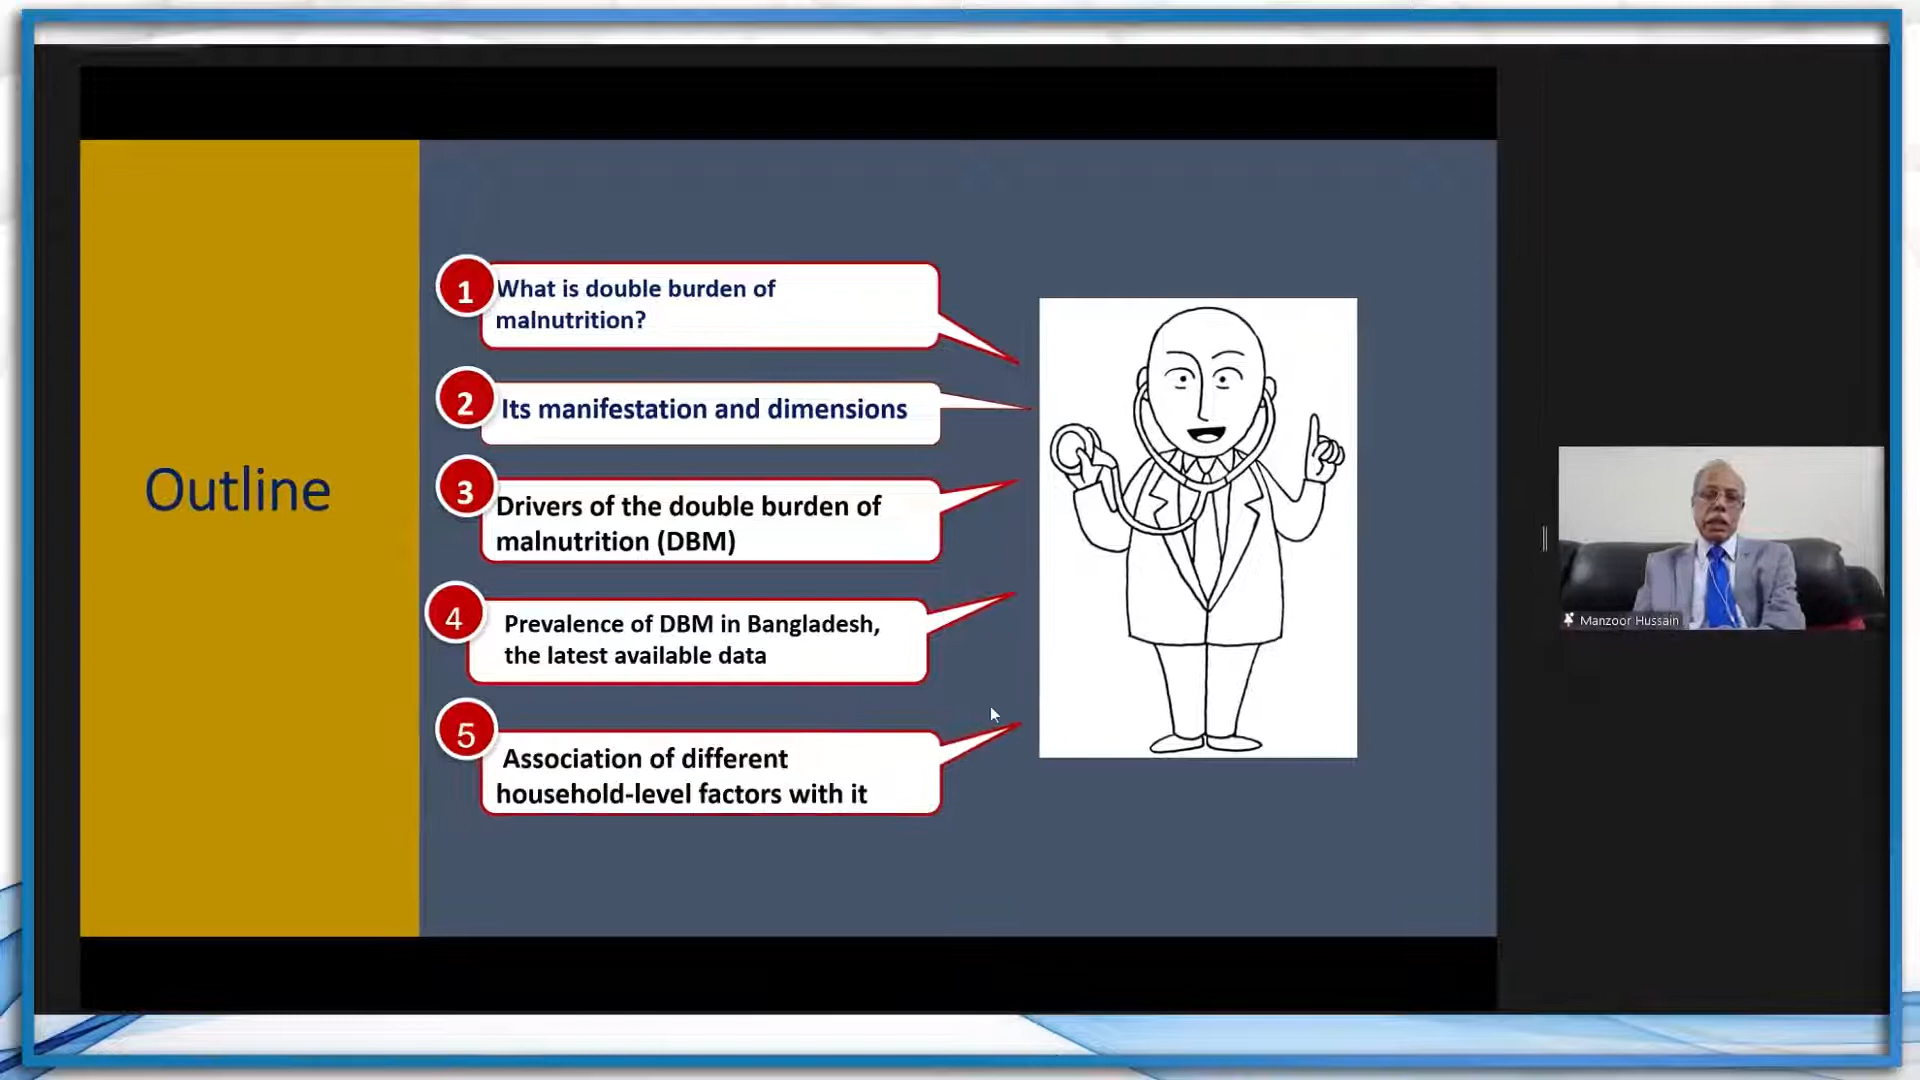 Outline
1
What is double burden of
malnutrition?
2
Its manifestation and dimensions
3
Drivers of the double burden of
malnutrition (DBM)
4
Prevalence of DBM in Bangladesh,
the latest available data
5
Association of different
household-level factors with it
Manzoor Hussain